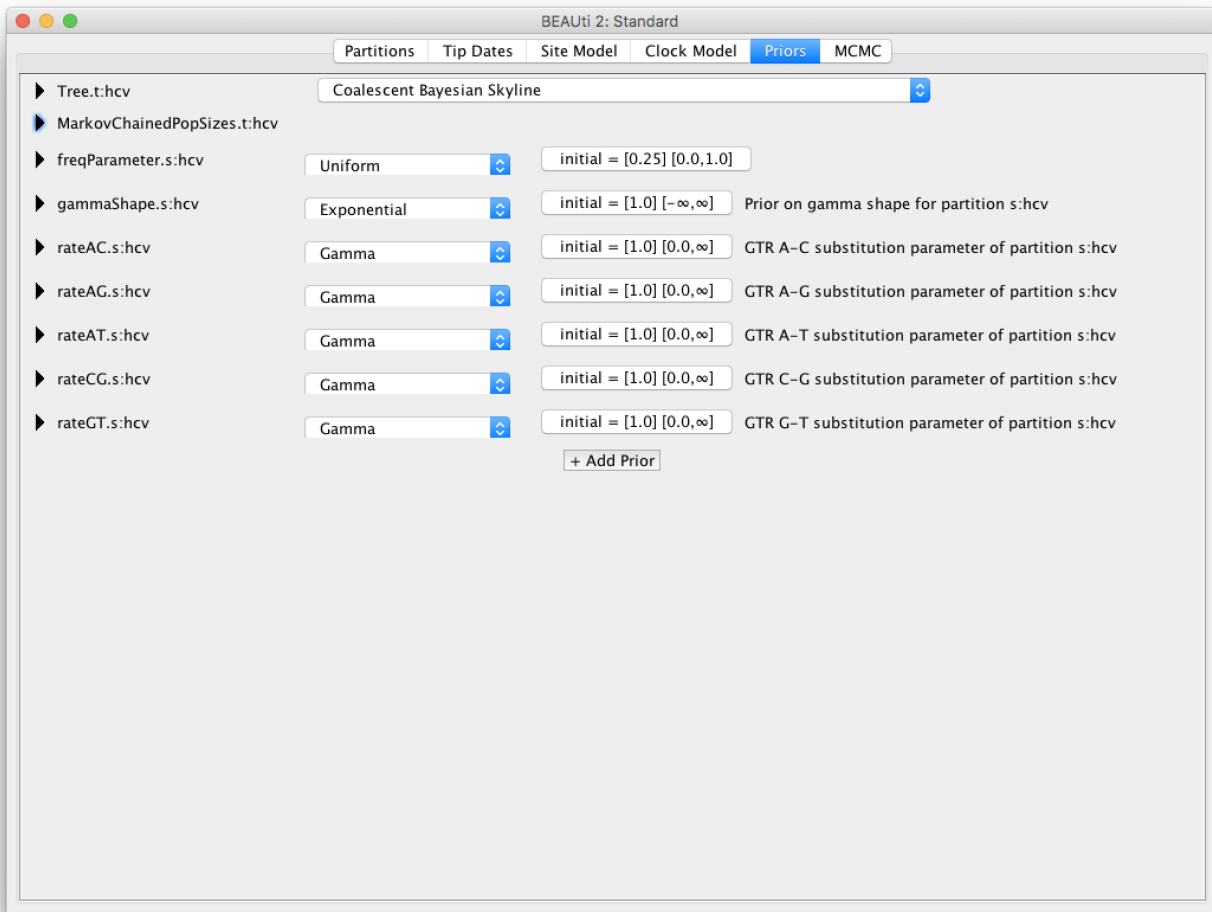 BEAUti 2: Standard
Partitions Tip Dates Site Model Clock Model Priors MCMC
Tree.t:hcv Coalescent Bayesian Skyline
MarkovChainedPopSizes.t:hcv
freqParameter.s:hcv Uniform initial = [0.25] [0.0,1.0]
gammaShape.s:hcv Exponential initial = [1.0] [-∞,∞] Prior on gamma shape for partition s:hcv
rateAC.s:hcv Gamma initial = [1.0] [0.0,∞] GTR A-C substitution parameter of partition s:hcv
rateAG.s:hcv Gamma initial = [1.0] [0.0,∞] GTR A-G substitution parameter of partition s:hcv
rateAT.s:hcv Gamma initial = [1.0] [0.0,∞] GTR A-T substitution parameter of partition s:hcv
rateCG.s:hcv Gamma initial = [1.0] [0.0,∞] GTR C-G substitution parameter of partition s:hcv
rateGT.s:hcv Gamma initial = [1.0] [0.0,∞] GTR G-T substitution parameter of partition s:hcv
+ Add Prior